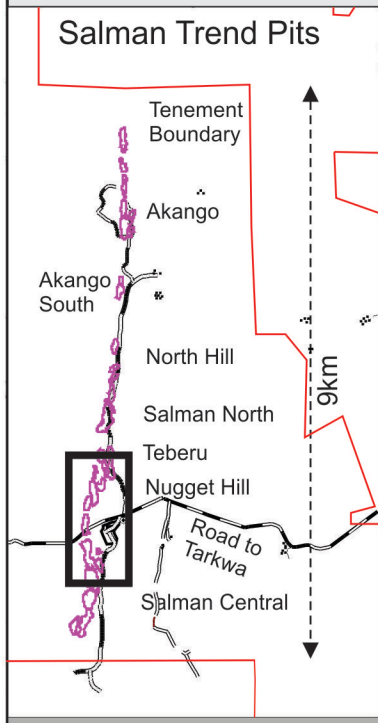 Salman Trend Pits
Tenement
Boundary
Akango
Akango
South
North Hill
9km
Salman North
Teberu
Nugget Hill
Road to
Tarkwa
Salman Central